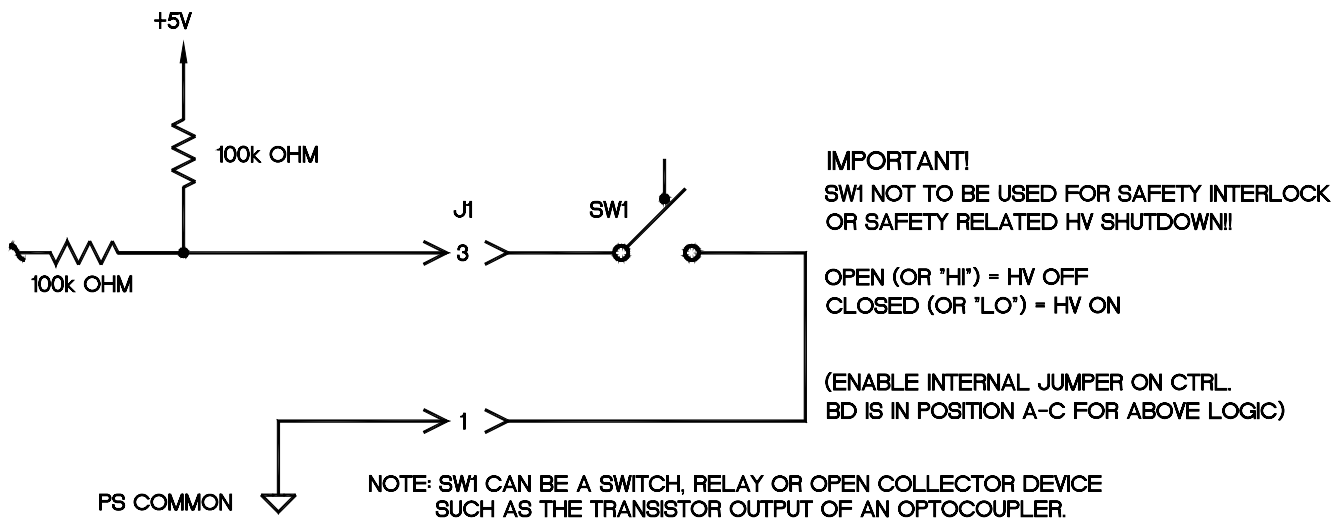 +5V
100k OHM
100k OHM
J1
3
SW1
IMPORTANT!
SW1 NOT TO BE USED FOR SAFETY INTERLOCK
OR SAFETY RELATED HV SHUTDOWN!!
OPEN (OR "HI") = HV OFF
CLOSED (OR "LO") = HV ON
(ENABLE INTERNAL JUMPER ON CTRL.
BD IS IN POSITION A-C FOR ABOVE LOGIC)
1
PS COMMON
NOTE: SW1 CAN BE A SWITCH, RELAY OR OPEN COLLECTOR DEVICE
SUCH AS THE TRANSISTOR OUTPUT OF AN OPTOCOUPLER.